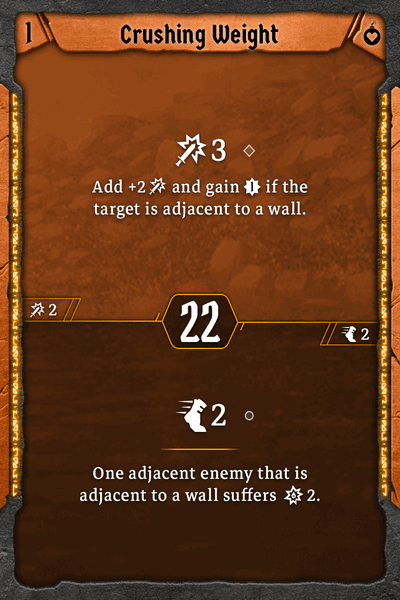 1 Crushing Weight
3
Add +2 and gain if the
target is adjacent to a wall.
2
22
2
2
One adjacent enemy that is
adjacent to a wall suffers 2.